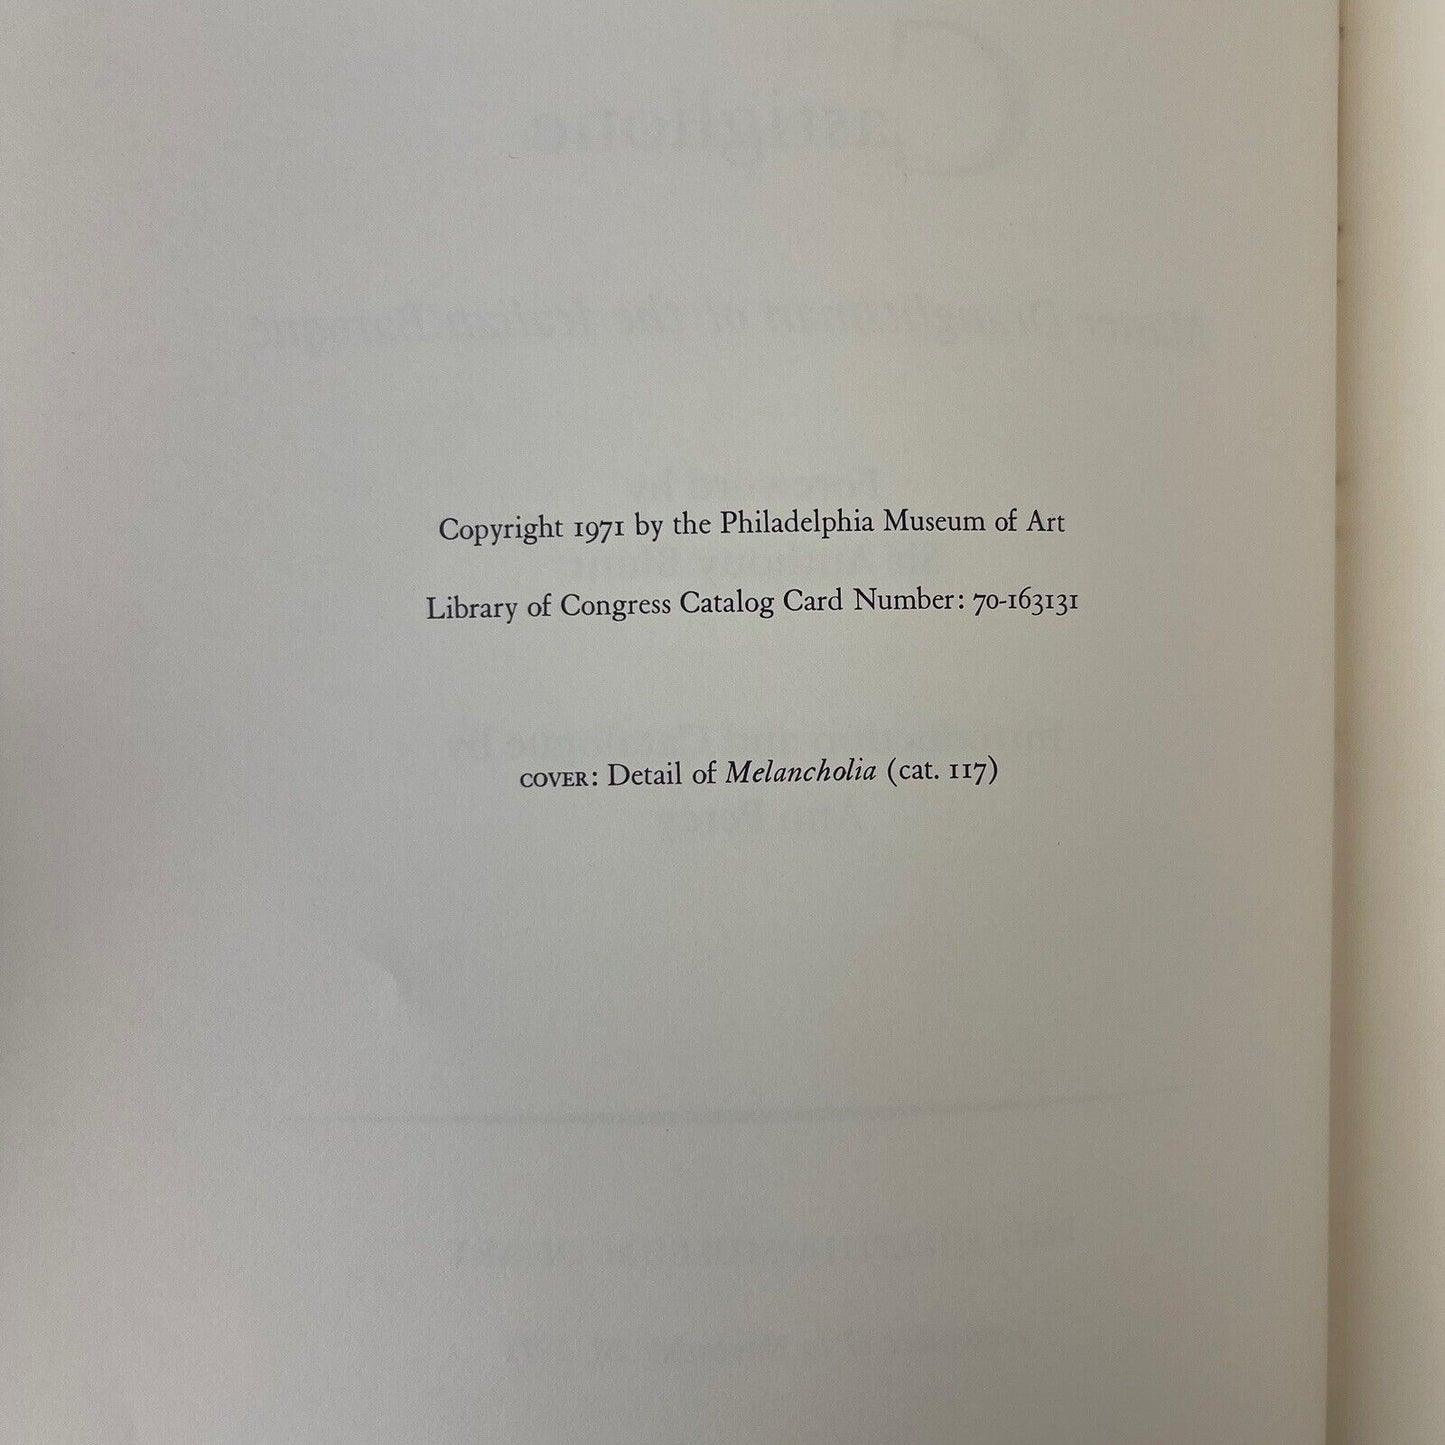 Copyright 1971 by the Philadelphia Museum of Art
Library of Congress Catalog Card Number: 70-163131
COVER: Detail of Melancholia (cat. 117)